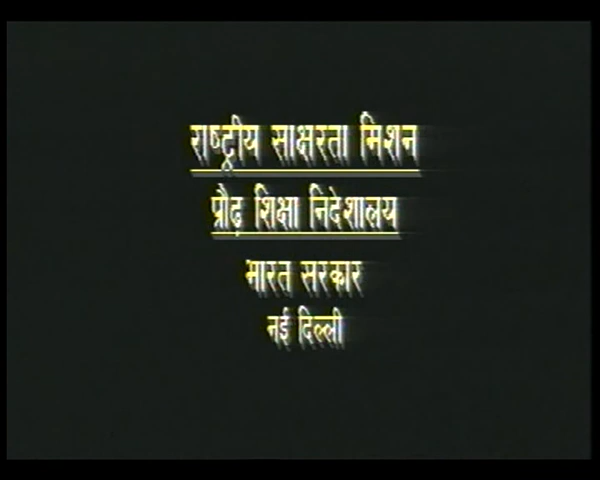 राष्ट्रीय साक्षरता मिशन
प्रौढ़ शिक्षा निदेशालय
भारत सरकार
नई दिल्ली